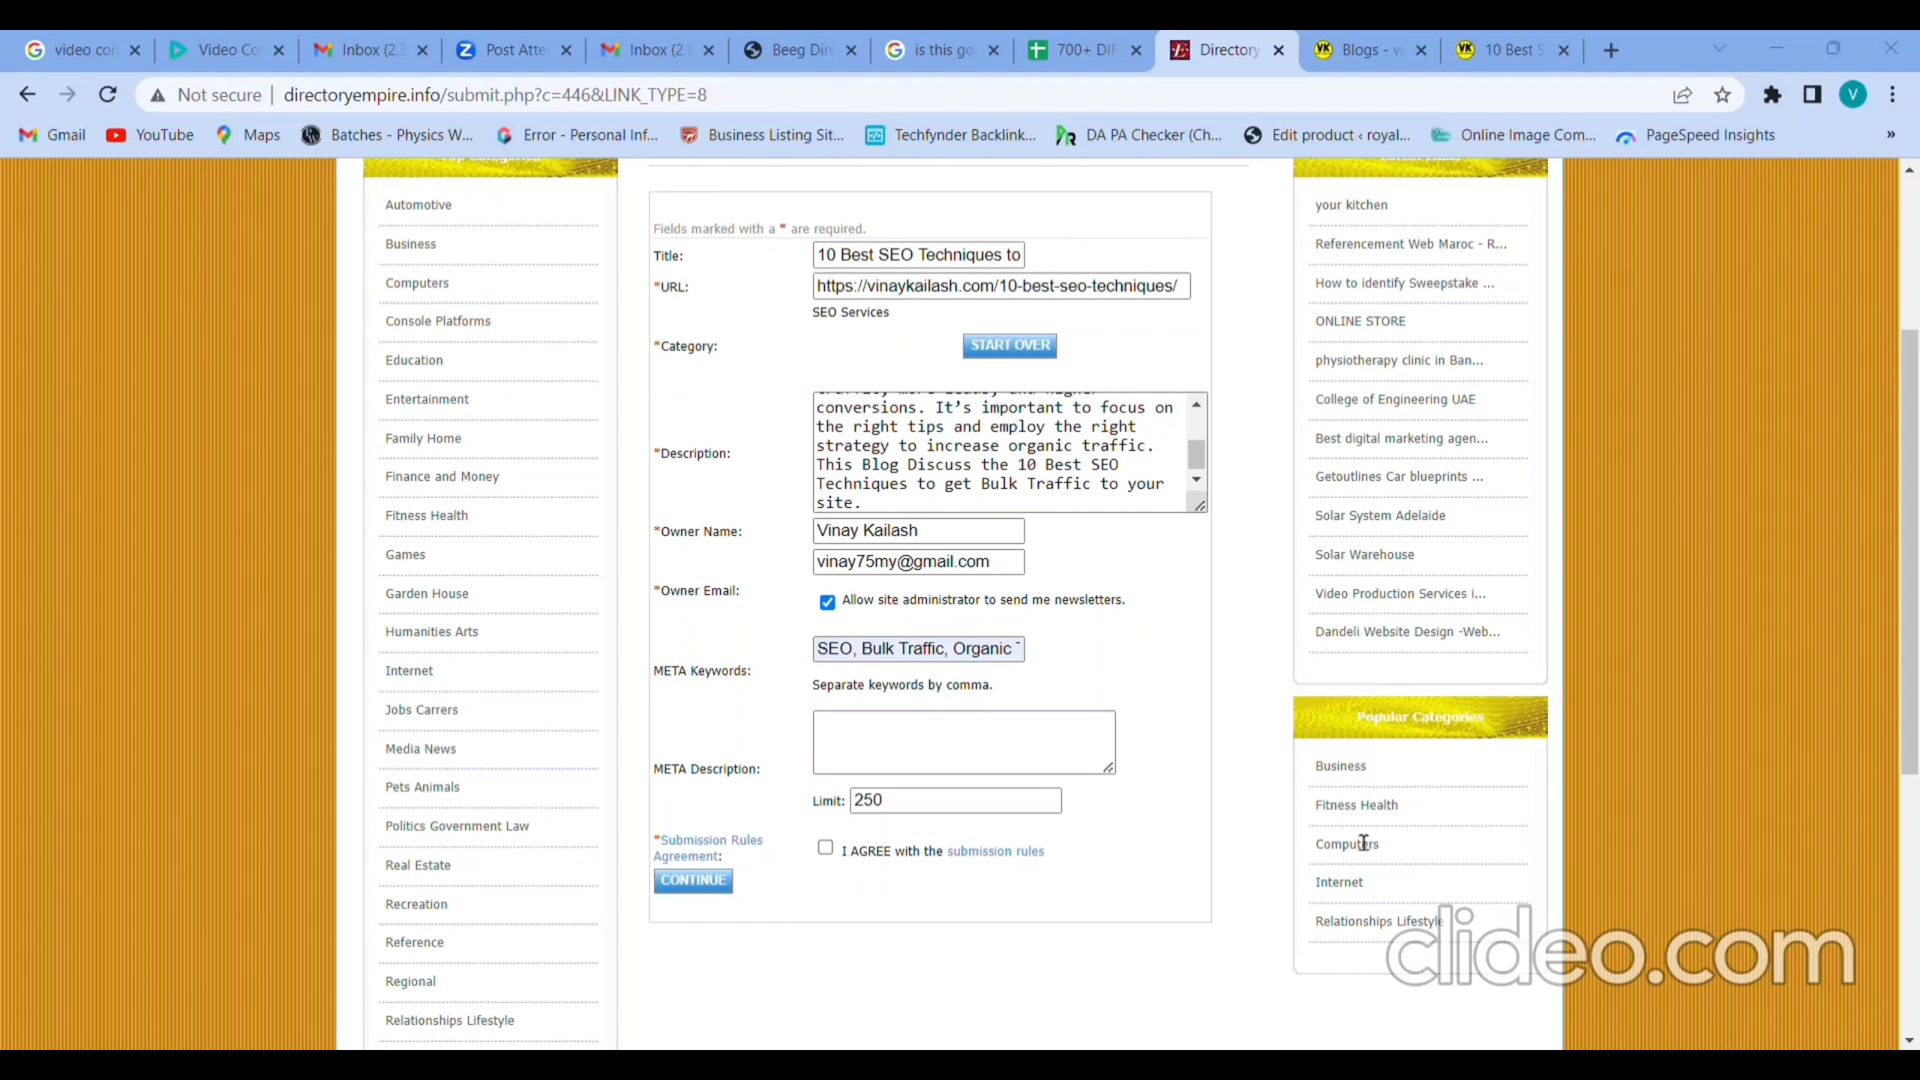 video con
Video Co
Inbox (2,
Post Atte
Inbox (2,9
Beeg Dire
is this go
700+ DIR
Directory
Blogs - vi
10 Best S
Not secure | directoryempire.info/submit.php?c=446&LINK_TYPE=8
V
Gmail
YouTube
Maps
Batches - Physics W...
Error - Personal Inf...
Business Listing Sit...
Techfynder Backlink...
DA PA Checker (Ch...
Edit product ‹ royal...
Online Image Com...
PageSpeed Insights
»
Automotive
Business
Computers
Console Platforms
Education
Entertainment
Family Home
Finance and Money
Fitness Health
Games
Garden House
Humanities Arts
Internet
Jobs Carrers
Media News
Pets Animals
Politics Government Law
Real Estate
Recreation
Reference
Regional
Relationships Lifestyle
Fields marked with a * are required.
Title: 10 Best SEO Techniques to
*URL: https://vinaykailash.com/10-best-seo-techniques/
SEO Services
*Category: START OVER
*Description:
conversions. It’s important to focus on
the right tips and employ the right
strategy to increase organic traffic.
This Blog Discuss the 10 Best SEO
Techniques to get Bulk Traffic to your
site.
*Owner Name: Vinay Kailash
vinay75my@gmail.com
*Owner Email:
Allow site administrator to send me newsletters.
SEO, Bulk Traffic, Organic
META Keywords:
Separate keywords by comma.
META Description:
Limit: 250
*Submission Rules
Agreement:
I AGREE with the submission rules
CONTINUE
your kitchen
Referencement Web Maroc - R...
How to identify Sweepstake ...
ONLINE STORE
physiotherapy clinic in Ban...
College of Engineering UAE
Best digital marketing agen...
Getoutlines Car blueprints ...
Solar System Adelaide
Solar Warehouse
Video Production Services i...
Dandeli Website Design -Web...
Popular Categories
Business
Fitness Health
Computers
Internet
Relationships Lifestyle
clideo.com